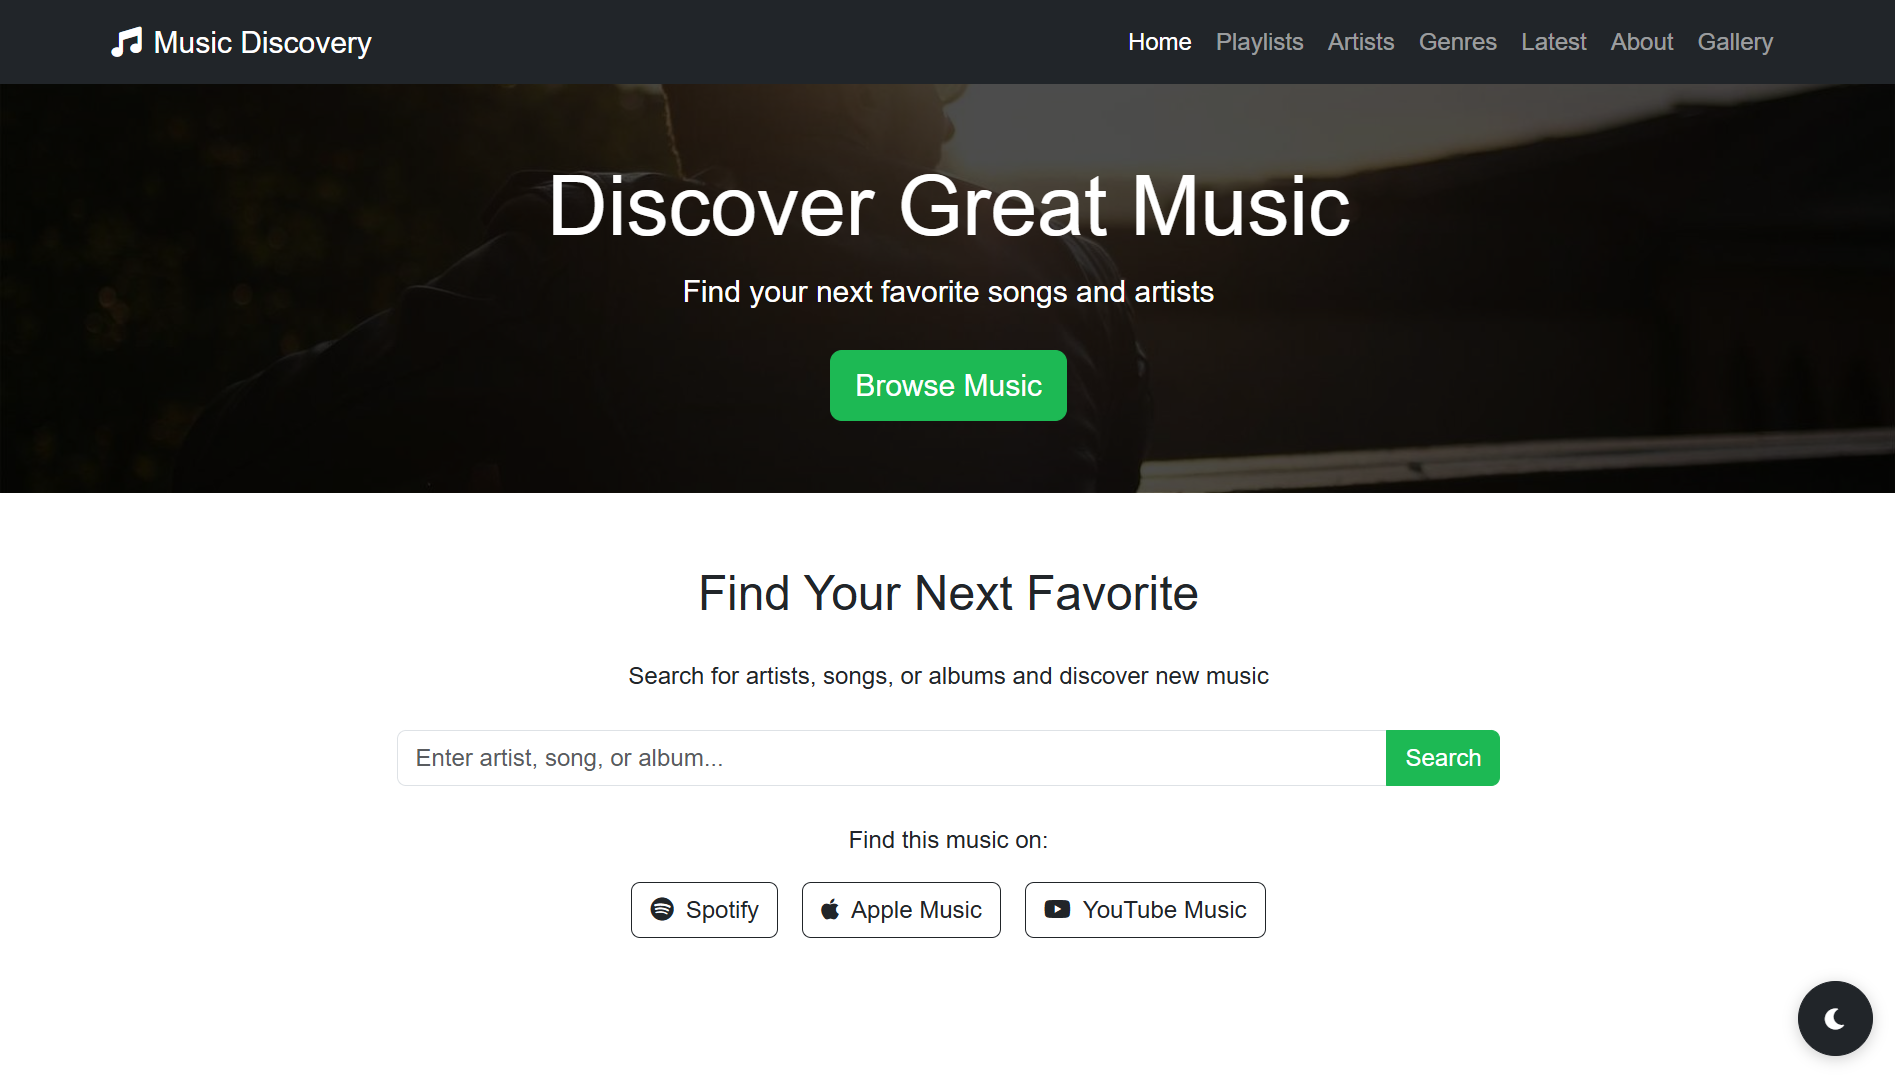 Music Discovery
Home Playlists Artists Genres Latest About Gallery
Discover Great Music
Find your next favorite songs and artists
Browse Music
Find Your Next Favorite
Search for artists, songs, or albums and discover new music
Enter artist, song, or album... Search
Find this music on:
Spotify Apple Music YouTube Music